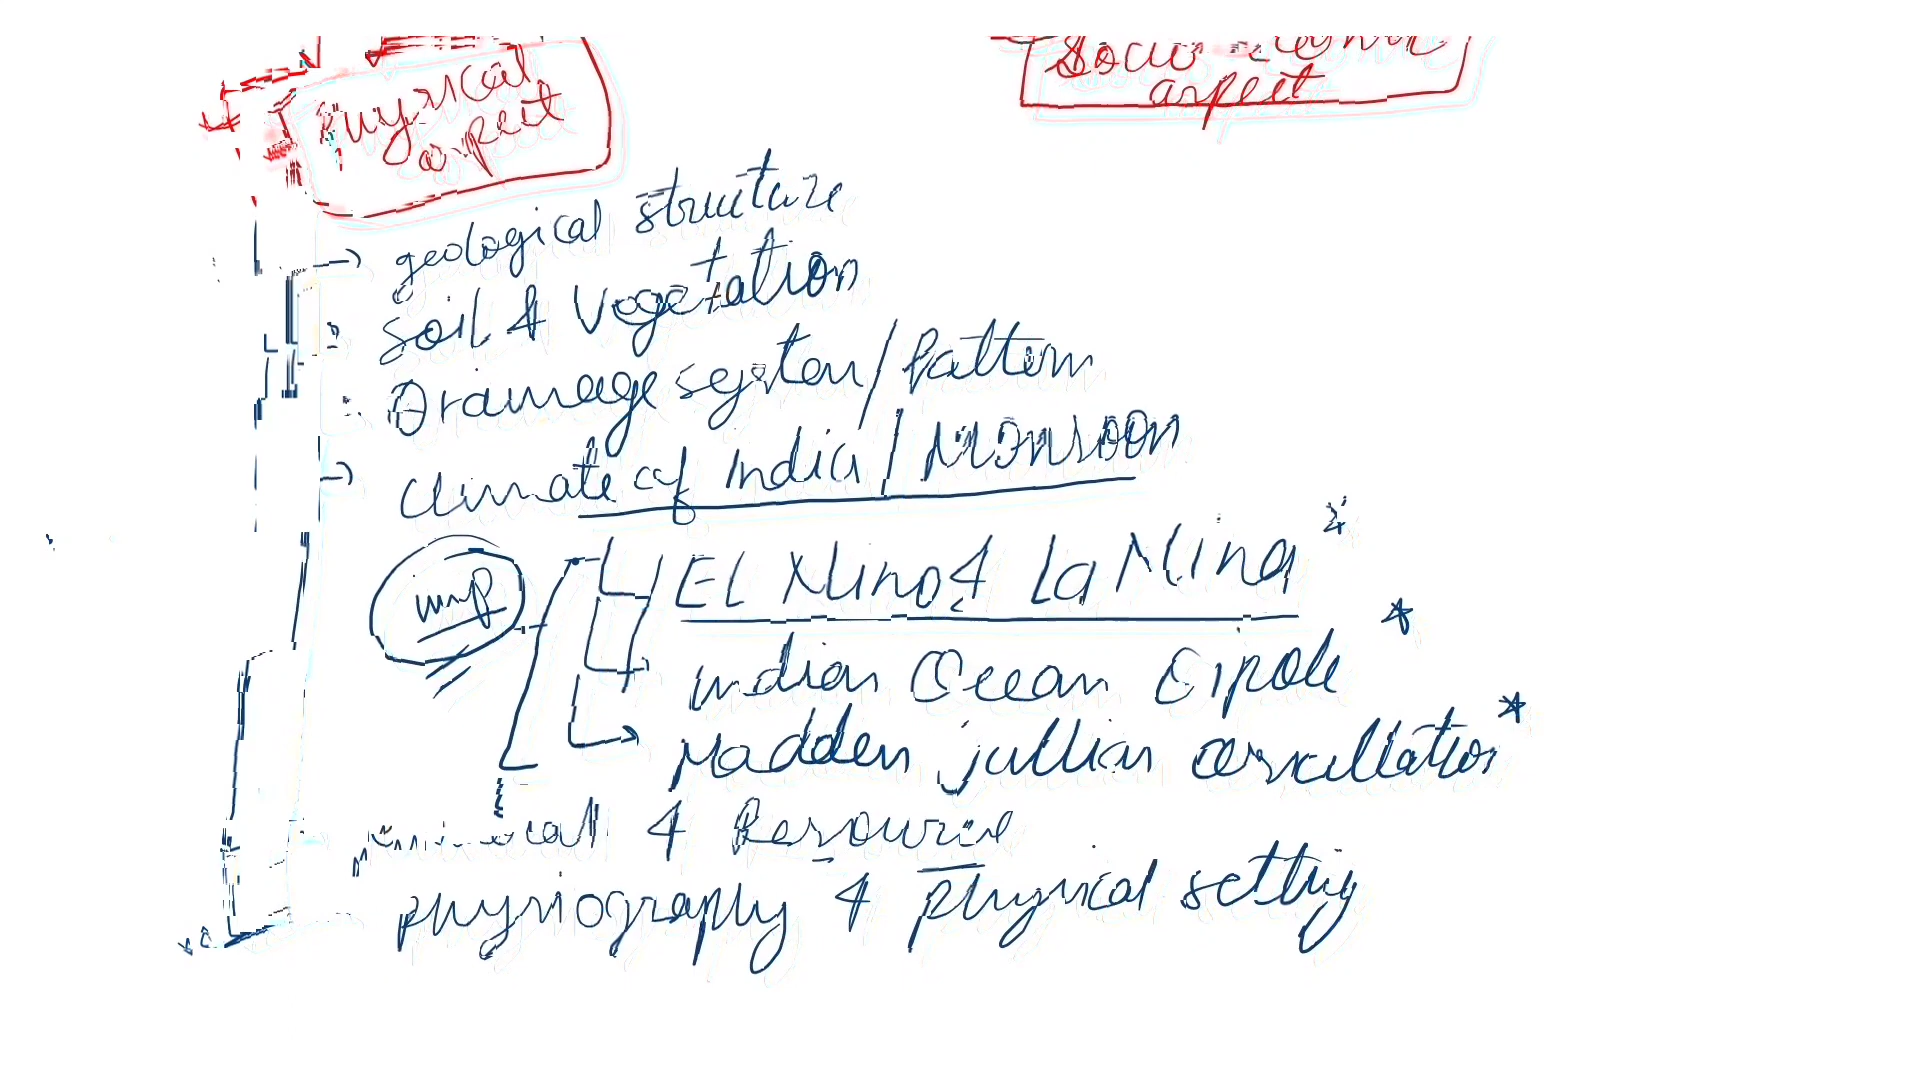 Physical
aspect
Socio-
aspect
geological structure
Soil & Vegetation
Drainage system/Pattern
Climate of India/Monsoon
imp
El Nino & La Nina
Indian Ocean Dipole
Madden jullian oscillation
& Resource
physiography & physical setting